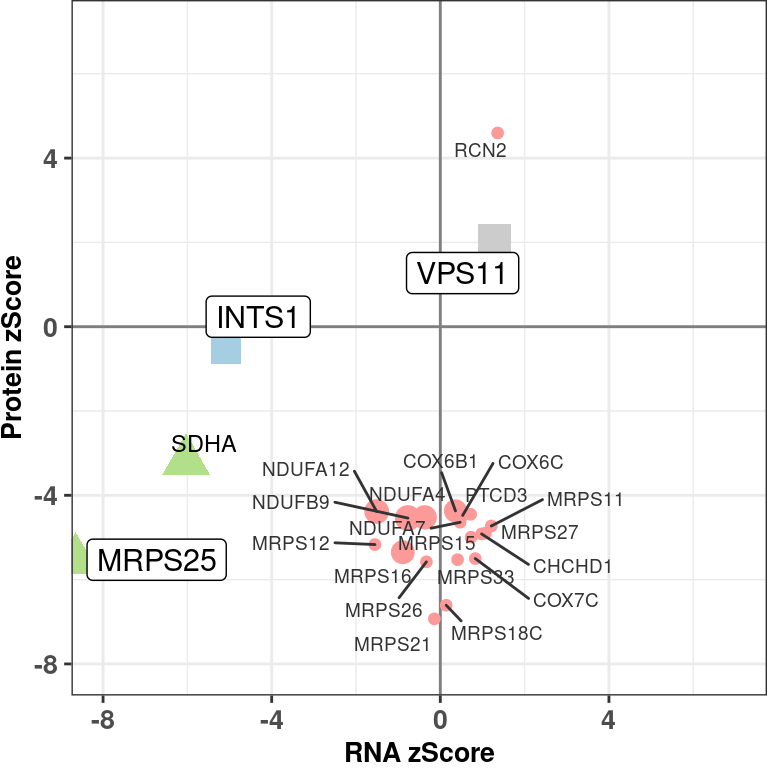 RCN2
4
VPS11
INTS1
0
Protein zScore
SDHA
COX6B1
COX6C
NDUFA12
NDUFA4
PTCD3
-4
NDUFB9
MRPS11
NDUFA7
MRPS27
MRPS12
MRPS15
MRPS25
CHCHD1
MRPS16
MRPS33
COX7C
MRPS26
MRPS18C
MRPS21
-8
-8
-4
0
4
RNA zScore